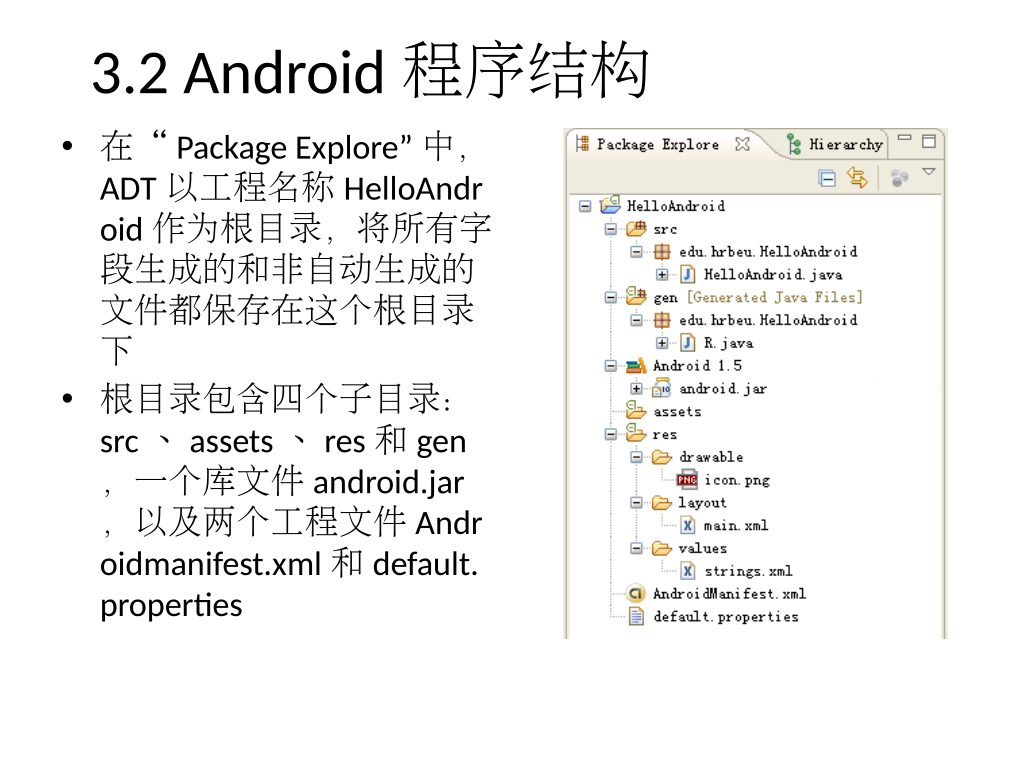 3.2 Android 程序结构
• 在“Package Explore”中，
ADT 以工程名称 HelloAndr
oid 作为根目录，将所有字
段生成的和非自动生成的
文件都保存在这个根目录
下
• 根目录包含四个子目录：
src 、 assets 、 res 和 gen
，一个库文件 android.jar
，以及两个工程文件 Andr
oidmanifest.xml 和 default.
properties
Package Explore Hierarchy
HelloAndroid
src
edu.hrbeu.HelloAndroid
HelloAndroid.java
gen [Generated Java Files]
edu.hrbeu.HelloAndroid
R.java
Android 1.5
android.jar
assets
res
drawable
icon.png
layout
main.xml
values
strings.xml
AndroidManifest.xml
default.properties